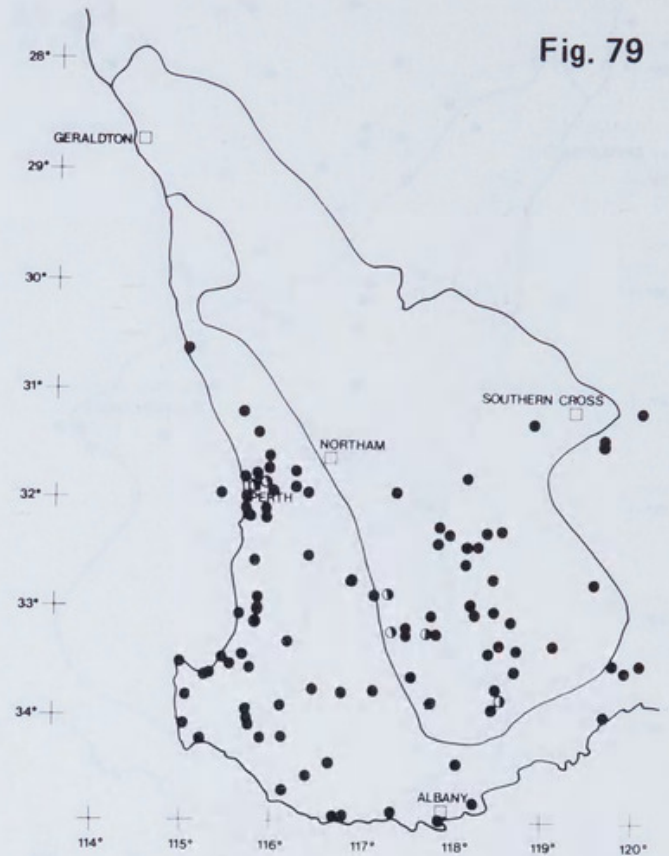 Fig. 79
28°
GERALDTON
29°
30°
31°
SOUTHERN CROSS
NORTHAM
32°
PERTH
33°
34°
ALBANY
114° 115° 116° 117° 118° 119° 120°